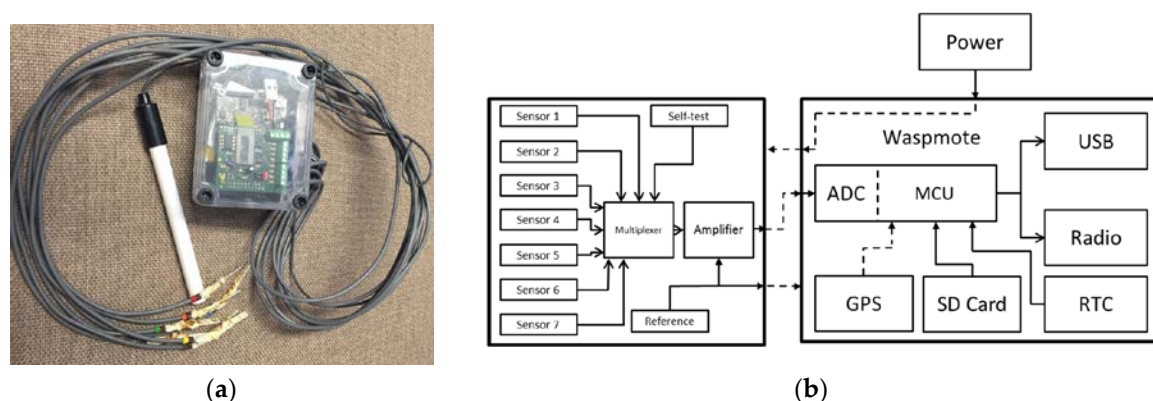 Power
Sensor 1
Self-test
Waspmote
USB
Sensor 2
Sensor 3
ADC
MCU
Sensor 4
Multiplexer
Amplifier
Radio
Sensor 5
Sensor 6
GPS
SD Card
RTC
Sensor 7
Reference
(a)
(b)